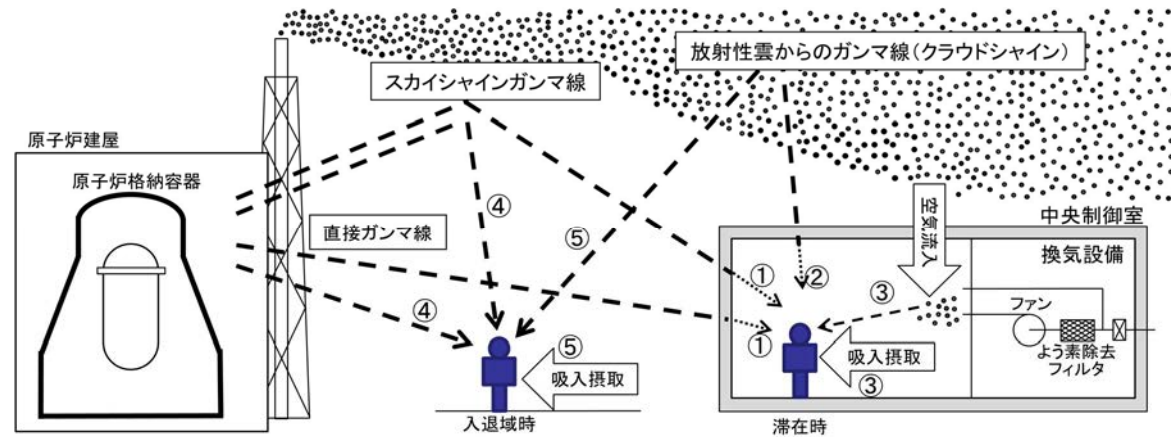 放射性雲からのガンマ線(クラウドシャイン)
スカイシャインガンマ線
原子炉建屋
原子炉格納容器
直接ガンマ線
④
⑤
④
⑤
吸入摂取
入退域時
空気流入
中央制御室
換気設備
①
②
③
ファン
よう素除去
フィルタ
①
吸入摂取
③
滞在時